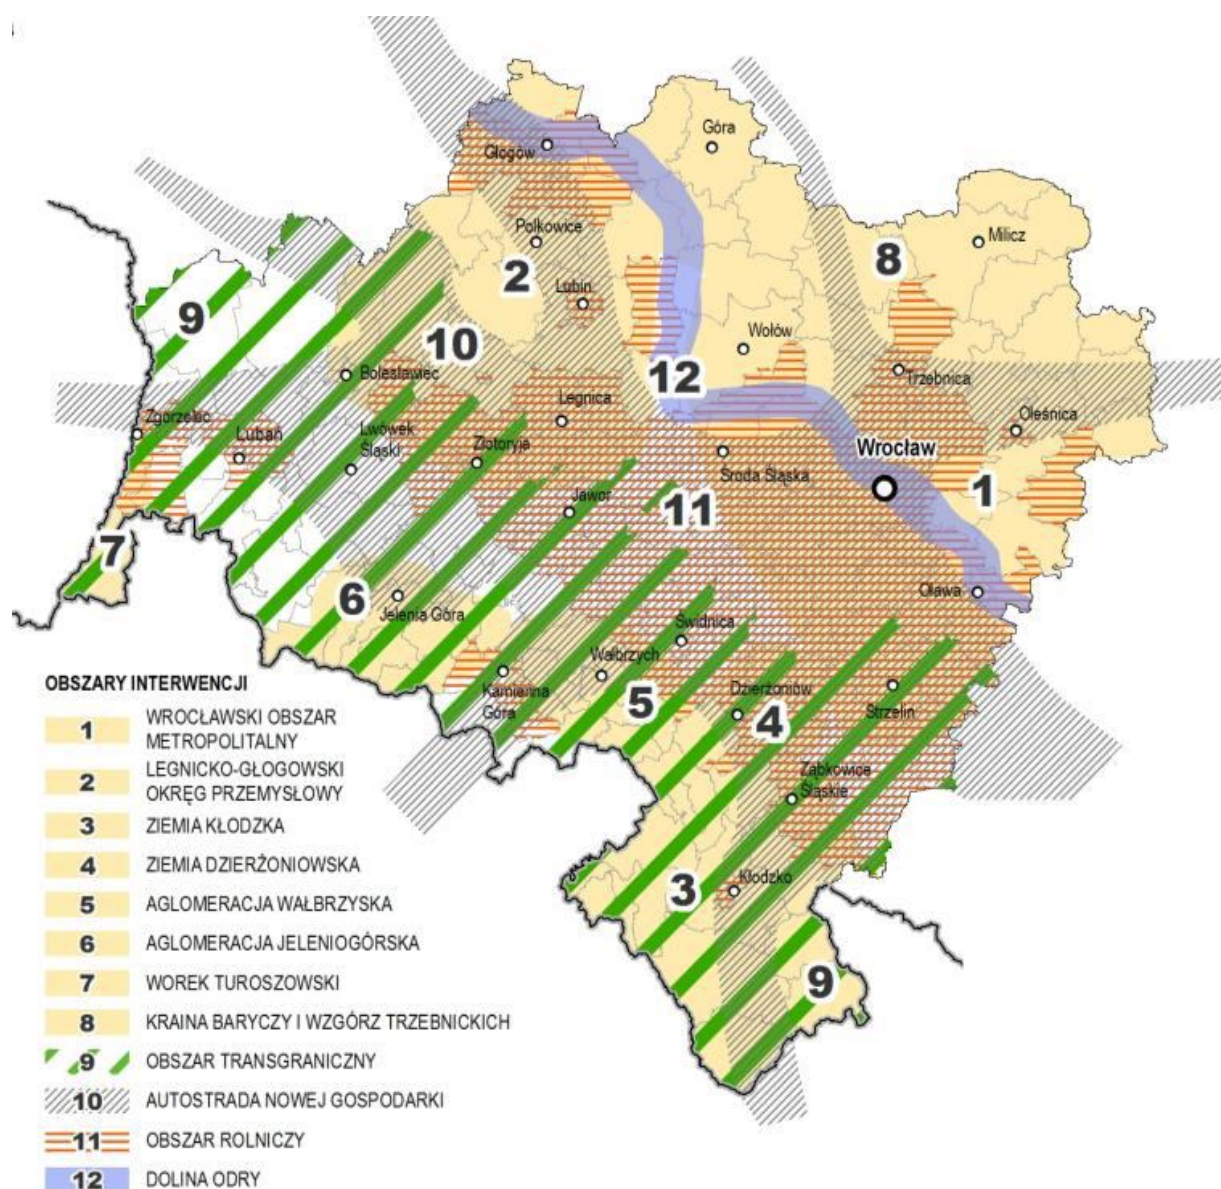 Góra
Głogów
Milicz
Polkowice
8
2
9
Lubin
Wołów
10
12
Trzebnica
Bolesławiec
Legnica
Oleśnica
Zgorzelec
Lubań
Lwówek
Śląski
Złotoryja
Wrocław
Środa Śląska
1
Jawor
11
7
6
Jelenia Góra
Oława
Świdnica
Wałbrzych
Kamienna
Góra
5
Dzierżoniów
4
Strzelin
Ząbkowice
Śląskie
3
Kłodzko
9
OBSZARY INTERWENCJI
1 WROCŁAWSKI OBSZAR
METROPOLITALNY
2 LEGNICKO-GŁOGOWSKI
OKRĘG PRZEMYSŁOWY
3 ZIEMIA KŁODZKA
4 ZIEMIA DZIERŻONIOWSKA
5 AGLOMERACJA WAŁBRZYSKA
6 AGLOMERACJA JELENIOGÓRSKA
7 WOREK TUROSZOWSKI
8 KRAINA BARYCZY I WZGÓRZ TRZEBNICKICH
9 OBSZAR TRANSGRANICZNY
10 AUTOSTRADA NOWEJ GOSPODARKI
11 OBSZAR ROLNICZY
12 DOLINA ODRY